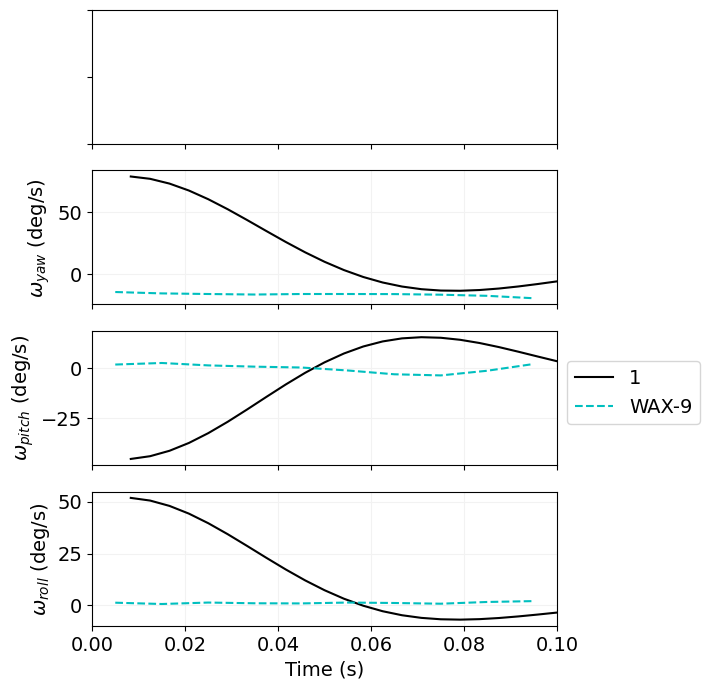 50
0
ω_yaw (deg/s)
0
−25
ω_pitch (deg/s)
1
WAX-9
50
25
0
ω_roll (deg/s)
0.00 0.02 0.04 0.06 0.08 0.10
Time (s)